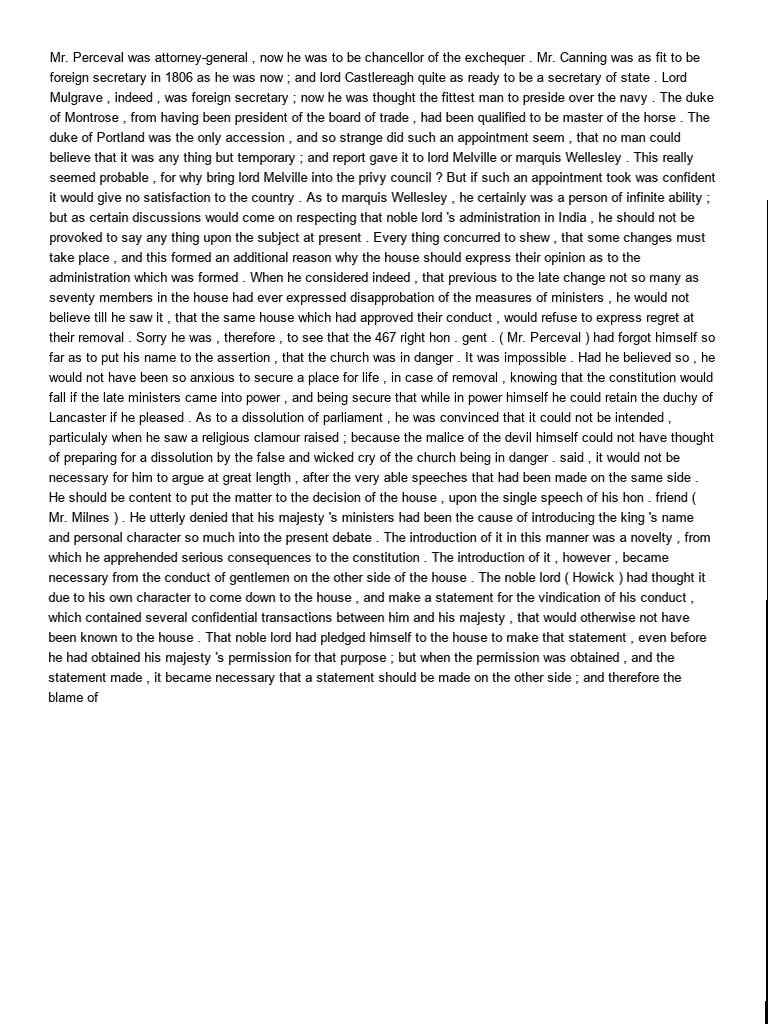 Mr. Perceval was attorney-general , now he was to be chancellor of the exchequer . Mr. Canning was as fit to be
foreign secretary in 1806 as he was now ; and lord Castlereagh quite as ready to be a secretary of state . Lord
Mulgrave , indeed , was foreign secretary ; now he was thought the fittest man to preside over the navy . The duke
of Montrose , from having been president of the board of trade , had been qualified to be master of the horse . The
duke of Portland was the only accession , and so strange did such an appointment seem , that no man could
believe that it was any thing but temporary ; and report gave it to lord Melville or marquis Wellesley . This really
seemed probable , for why bring lord Melville into the privy council ? But if such an appointment took was confident
it would give no satisfaction to the country . As to marquis Wellesley , he certainly was a person of infinite ability ;
but as certain discussions would come on respecting that noble lord 's administration in India , he should not be
provoked to say any thing upon the subject at present . Every thing concurred to shew , that some changes must
take place , and this formed an additional reason why the house should express their opinion as to the
administration which was formed . When he considered indeed , that previous to the late change not so many as
seventy members in the house had ever expressed disapprobation of the measures of ministers , he would not
believe till he saw it , that the same house which had approved their conduct , would refuse to express regret at
their removal . Sorry he was , therefore , to see that the 467 right hon . gent . ( Mr. Perceval ) had forgot himself so
far as to put his name to the assertion , that the church was in danger . It was impossible . Had he believed so , he
would not have been so anxious to secure a place for life , in case of removal , knowing that the constitution would
fall if the late ministers came into power , and being secure that while in power himself he could retain the duchy of
Lancaster if he pleased . As to a dissolution of parliament , he was convinced that it could not be intended ,
particulaly when he saw a religious clamour raised ; because the malice of the devil himself could not have thought
of preparing for a dissolution by the false and wicked cry of the church being in danger . said , it would not be
necessary for him to argue at great length , after the very able speeches that had been made on the same side .
He should be content to put the matter to the decision of the house , upon the single speech of his hon . friend (
Mr. Milnes ) . He utterly denied that his majesty 's ministers had been the cause of introducing the king 's name
and personal character so much into the present debate . The introduction of it in this manner was a novelty , from
which he apprehended serious consequences to the constitution . The introduction of it , however , became
necessary from the conduct of gentlemen on the other side of the house . The noble lord ( Howick ) had thought it
due to his own character to come down to the house , and make a statement for the vindication of his conduct ,
which contained several confidential transactions between him and his majesty , that would otherwise not have
been known to the house . That noble lord had pledged himself to the house to make that statement , even before
he had obtained his majesty 's permission for that purpose ; but when the permission was obtained , and the
statement made , it became necessary that a statement should be made on the other side ; and therefore the
blame of